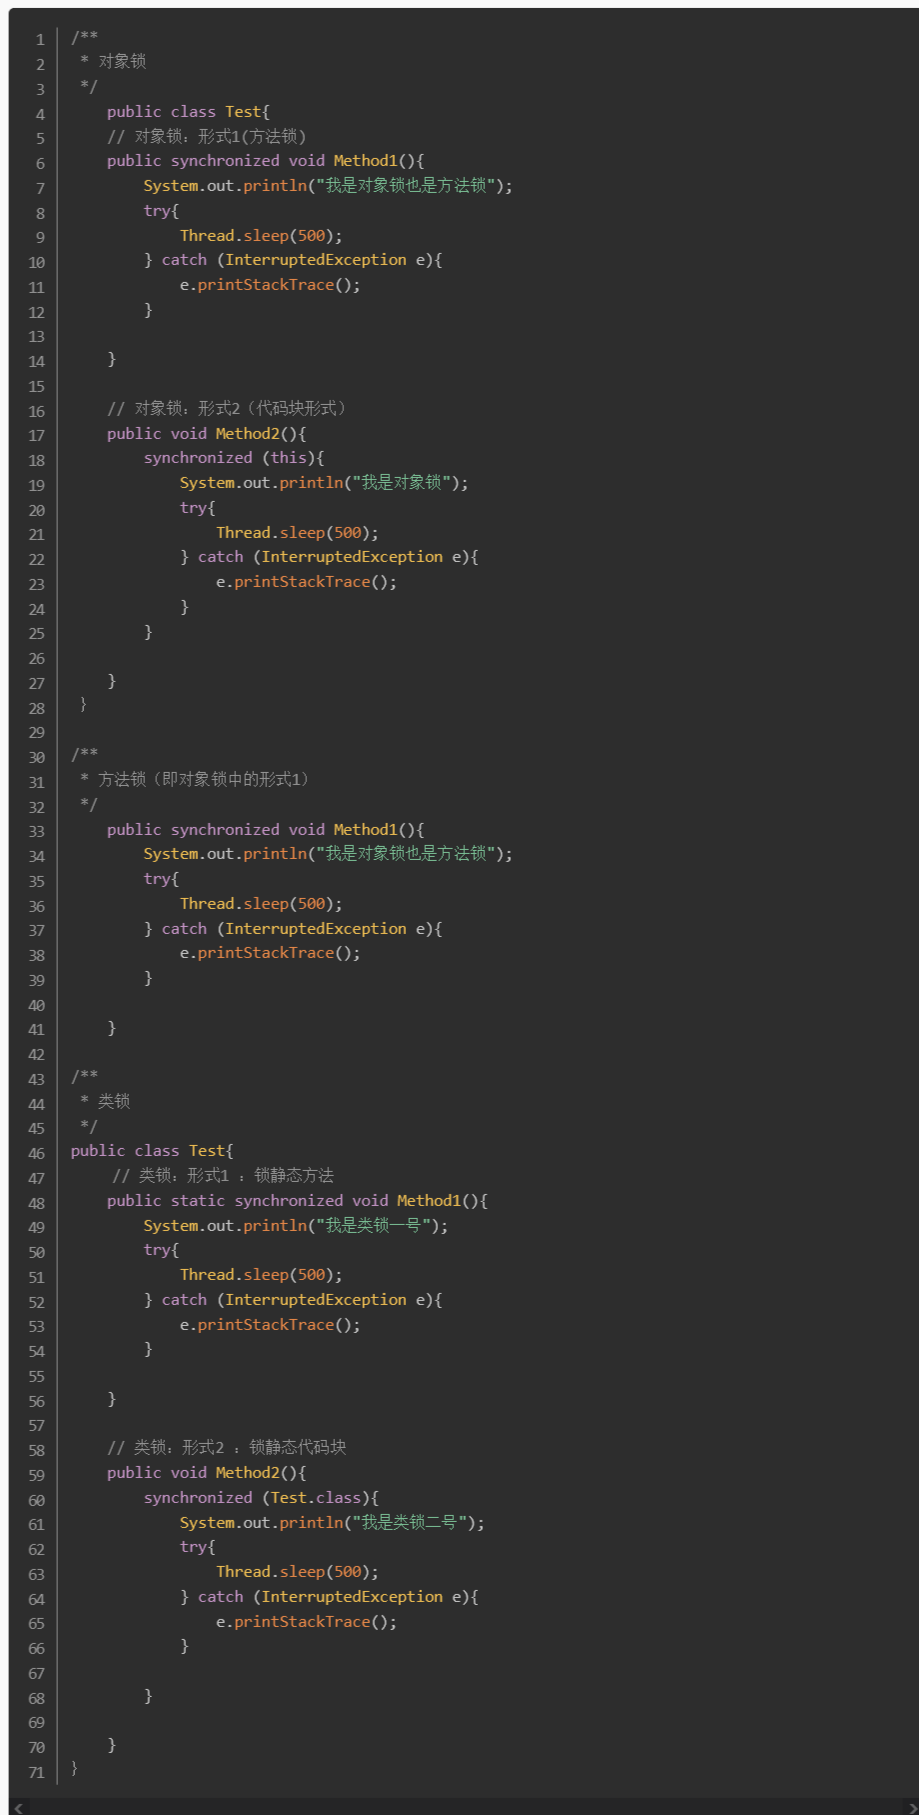 1 /**
2  * 对象锁
3  */
4     public class Test{
5     // 对象锁：形式1(方法锁)
6     public synchronized void Method1(){
7         System.out.println("我是对象锁也是方法锁");
8         try{
9             Thread.sleep(500);
10         } catch (InterruptedException e){
11             e.printStackTrace();
12         }
13
14     }
15
16     // 对象锁：形式2（代码块形式）
17     public void Method2(){
18         synchronized (this){
19             System.out.println("我是对象锁");
20             try{
21                 Thread.sleep(500);
22             } catch (InterruptedException e){
23                 e.printStackTrace();
24             }
25         }
26
27     }
28  }
29
30 /**
31  * 方法锁（即对象锁中的形式1）
32  */
33     public synchronized void Method1(){
34         System.out.println("我是对象锁也是方法锁");
35         try{
36             Thread.sleep(500);
37         } catch (InterruptedException e){
38             e.printStackTrace();
39         }
40
41     }
42
43 /**
44  * 类锁
45  */
46 public class Test{
47      // 类锁：形式1 ：锁静态方法
48     public static synchronized void Method1(){
49         System.out.println("我是类锁一号");
50         try{
51             Thread.sleep(500);
52         } catch (InterruptedException e){
53             e.printStackTrace();
54         }
55
56     }
57
58     // 类锁：形式2 ：锁静态代码块
59     public void Method2(){
60         synchronized (Test.class){
61             System.out.println("我是类锁二号");
62             try{
63                 Thread.sleep(500);
64             } catch (InterruptedException e){
65                 e.printStackTrace();
66             }
67
68         }
69
70     }
71 }